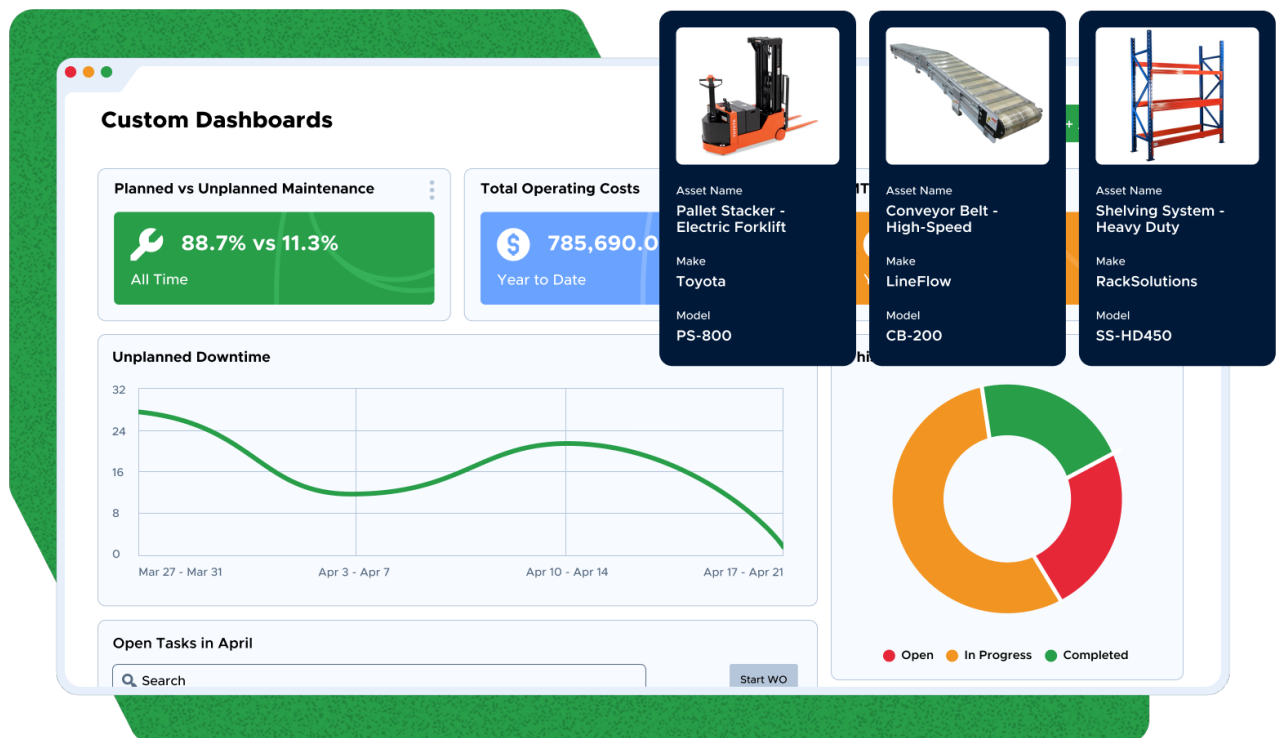 Custom Dashboards
+
Planned vs Unplanned Maintenance
88.7% vs 11.3%
All Time
Total Operating Costs
$
785,690.0
Year to Date
MT
Asset Name
Pallet Stacker -
Electric Forklift
Make
Toyota
Model
PS-800
Asset Name
Conveyor Belt -
High-Speed
Make
LineFlow
Model
CB-200
Asset Name
Shelving System -
Heavy Duty
Make
RackSolutions
Model
SS-HD450
Unplanned Downtime
32
24
16
8
0
Mar 27 - Mar 31
Apr 3 - Apr 7
Apr 10 - Apr 14
Apr 17 - Apr 21
Open
In Progress
Completed
Open Tasks in April
Search
Start WO